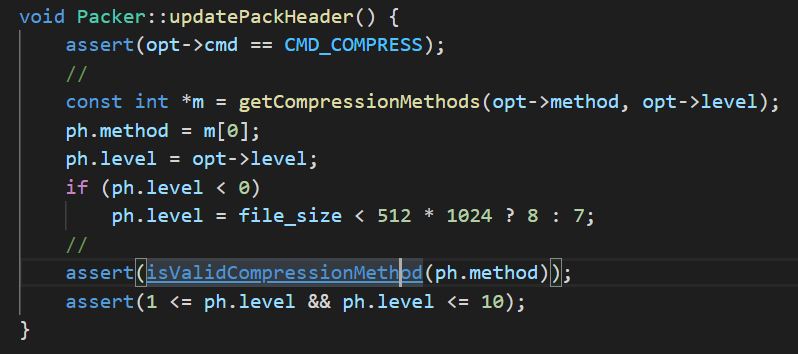 void Packer::updatePackHeader() {
    assert(opt->cmd == CMD_COMPRESS);
    //
    const int *m = getCompressionMethods(opt->method, opt->level);
    ph.method = m[0];
    ph.level = opt->level;
    if (ph.level < 0)
        ph.level = file_size < 512 * 1024 ? 8 : 7;
    //
    assert(isValidCompressionMethod(ph.method));
    assert(1 <= ph.level && ph.level <= 10);
}